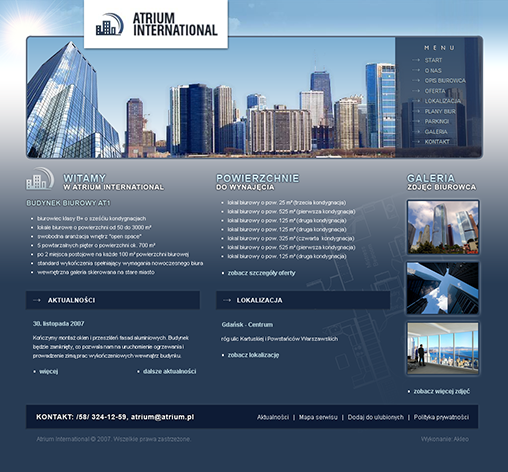 ATRIUM
INTERNATIONAL
MENU
START
O NAS
OPIS BIUROWCA
OFERTA
LOKALIZACJA
PLANY BIUR
PARKINGI
GALERIA
KONTAKT
WITAMY
W ATRIUM INTERNATIONAL
BUDYNEK BIUROWY AT1
biurowiec klasy B+ o sześciu kondygnacjach
lokale biurowe o powierzchni od 50 do 3000 m²
swobodna aranżacja wnętrz "open space"
5 powtarzalnych pięter o powierzchni ok. 700 m²
po 2 miejsca postojowe na każde 100 m² powierzchni biurowej
standard wykończenia spełniający wymagania nowoczesnego biura
wewnętrzna galeria skierowana na stare miasto
POWIERZCHNIE
DO WYNAJĘCIA
lokal biurowy o pow. 25 m² (trzecia kondygnacja)
lokal biurowy o pow. 525 m² (pierwsza kondygnacja)
lokal biurowy o pow. 125 m² (druga kondygnacja)
lokal biurowy o pow. 125 m² (druga kondygnacja)
lokal biurowy o pow. 325 m² (czwarta kondygnacja)
lokal biurowy o pow. 525 m² (pierwsza kondygnacja)
lokal biurowy o pow. 125 m² (druga kondygnacja)
zobacz szczegóły oferty
GALERIA
ZDJĘĆ BIUROWCA
zobacz więcej zdjęć
AKTUALNOŚCI
30. listopada 2007
Kończymy montaż okien i przeszkleń fasad aluminiowych. Budynek
będzie zamknięty, co pozwala nam na uruchomienie ogrzewania i
prowadzenie zimą prac wykończeniowych wewnątrz budynku.
więcej
dalsze aktualności
LOKALIZACJA
Gdańsk - Centrum
róg ulic Kartuskiej i Powstańców Warszawskich
zobacz lokalizację
KONTAKT: /58/ 324-12-59, atrium@atrium.pl
Aktualności | Mapa serwisu | Dodaj do ulubionych | Polityka prywatności
Atrium International © 2007. Wszelkie prawa zastrzeżone.
Wykonanie: Akleo